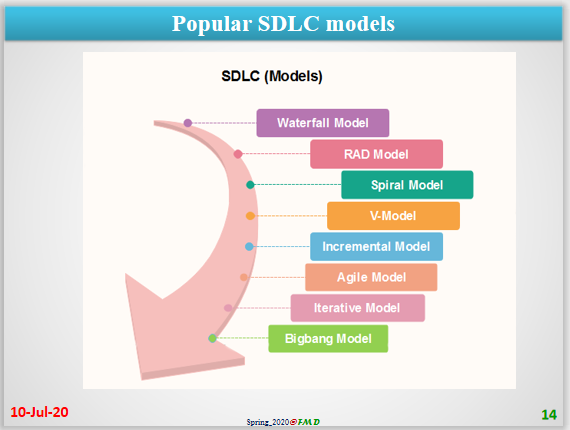 Popular SDLC models
SDLC (Models)
Waterfall Model
RAD Model
Spiral Model
V-Model
Incremental Model
Agile Model
Iterative Model
Bigbang Model
10-Jul-20
Spring_2020@FMD
14